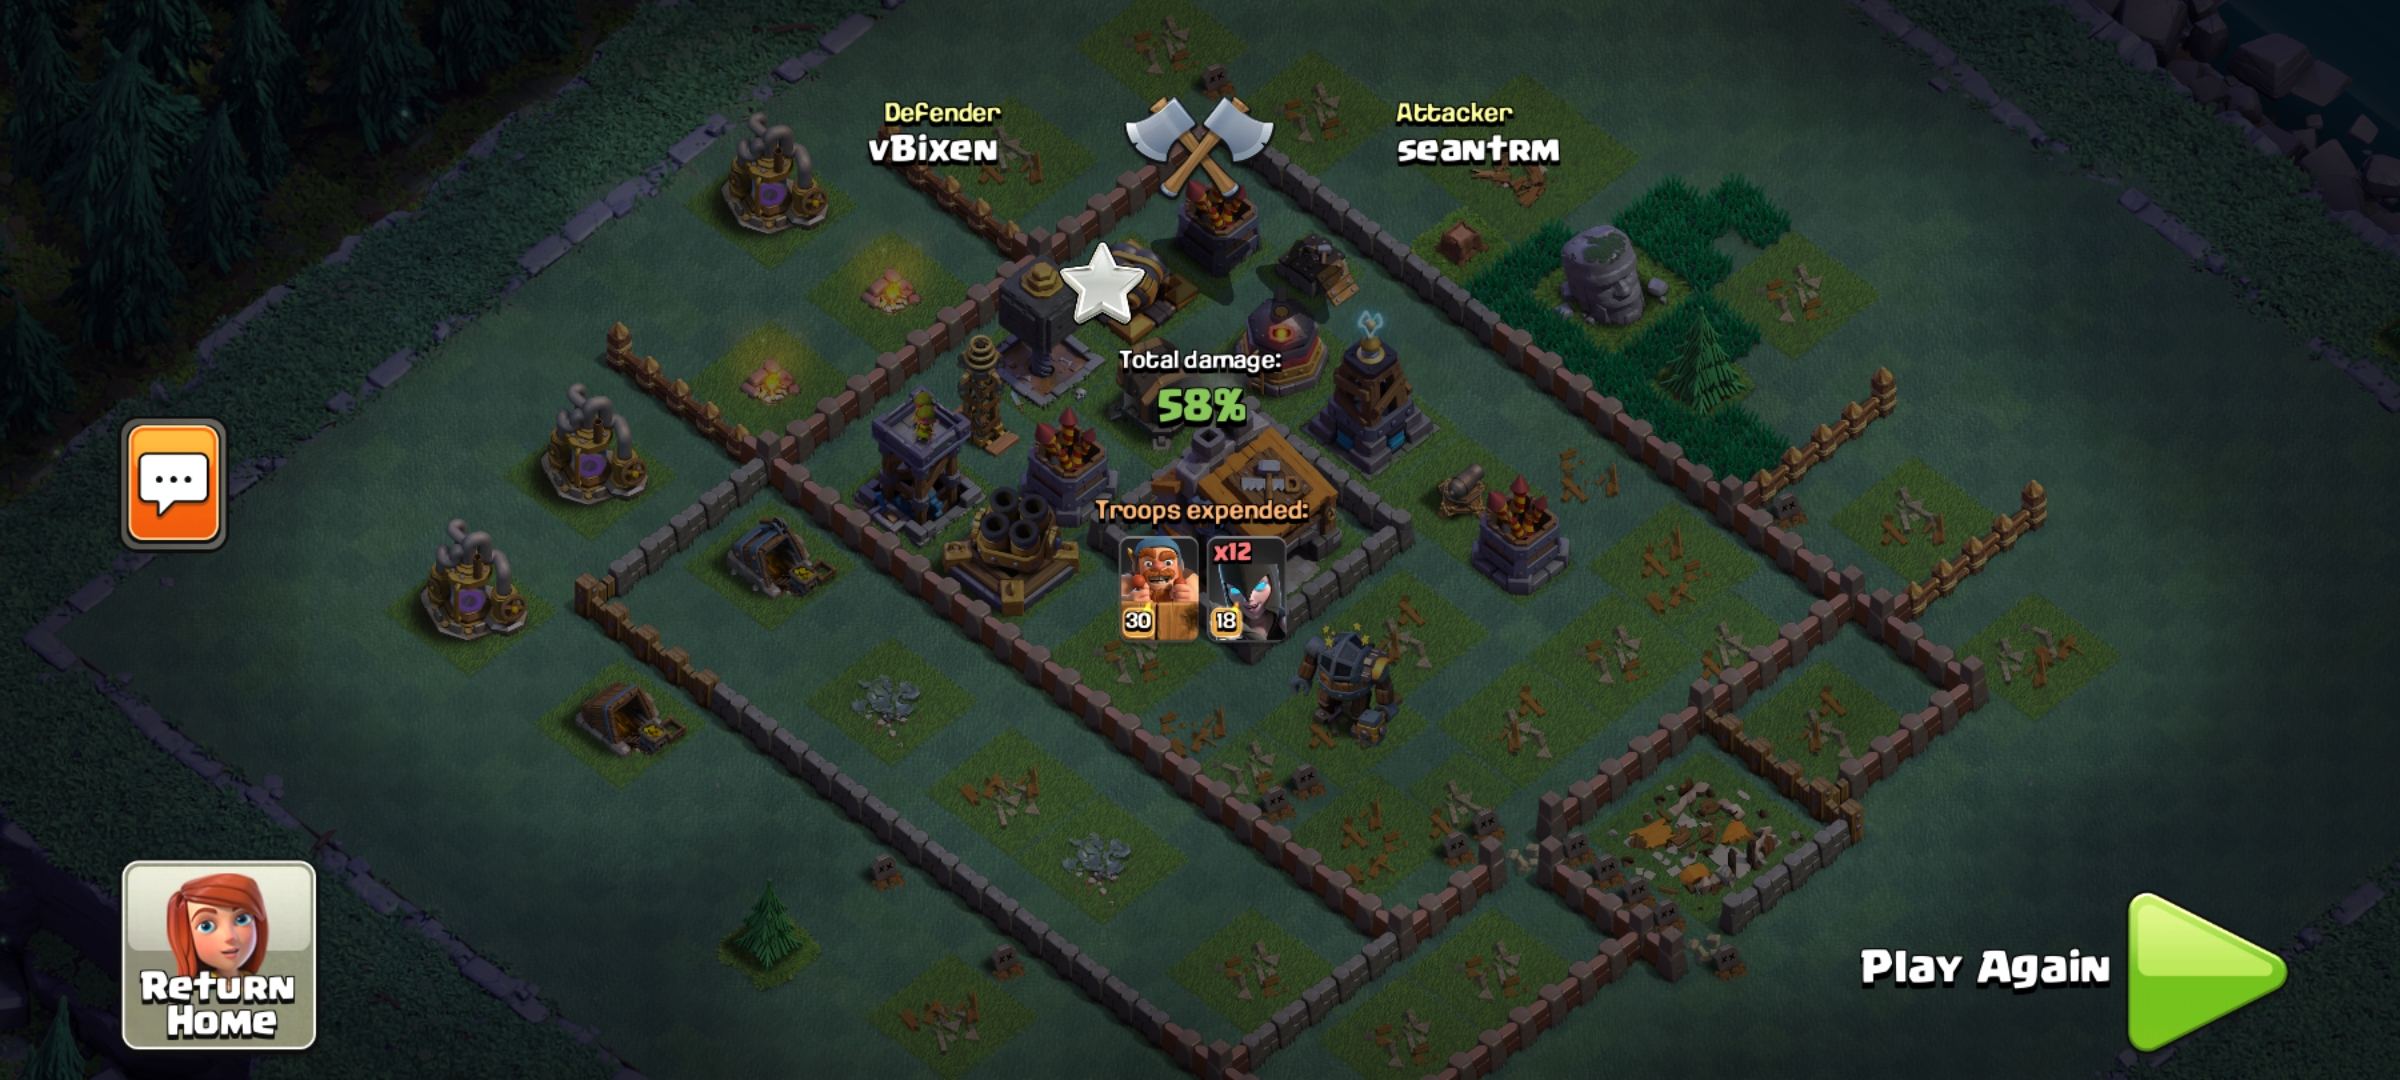 Defender
vBixen
Attacker
seantRM
Total damage:
58%
Troops expended:
x12
30
18
Return
Home
Play Again